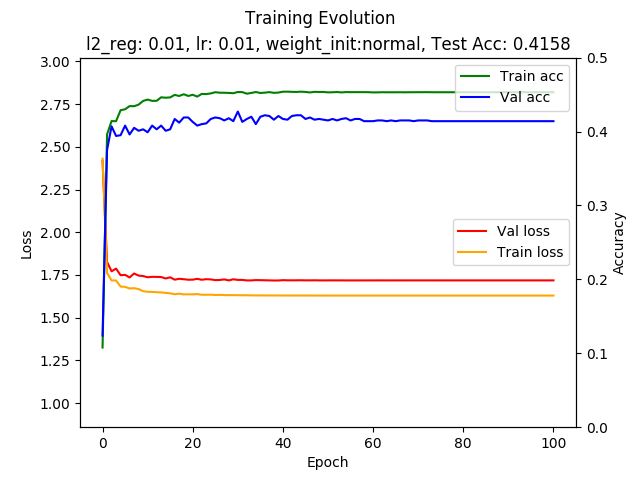 Training Evolution
l2_reg: 0.01, lr: 0.01, weight_init:normal, Test Acc: 0.4158
3.00
2.75
2.50
2.25
2.00
1.75
1.50
1.25
1.00
Loss
0.5
0.4
0.3
0.2
0.1
0.0
Accuracy
Train acc
Val acc
Val loss
Train loss
0 20 40 60 80 100
Epoch